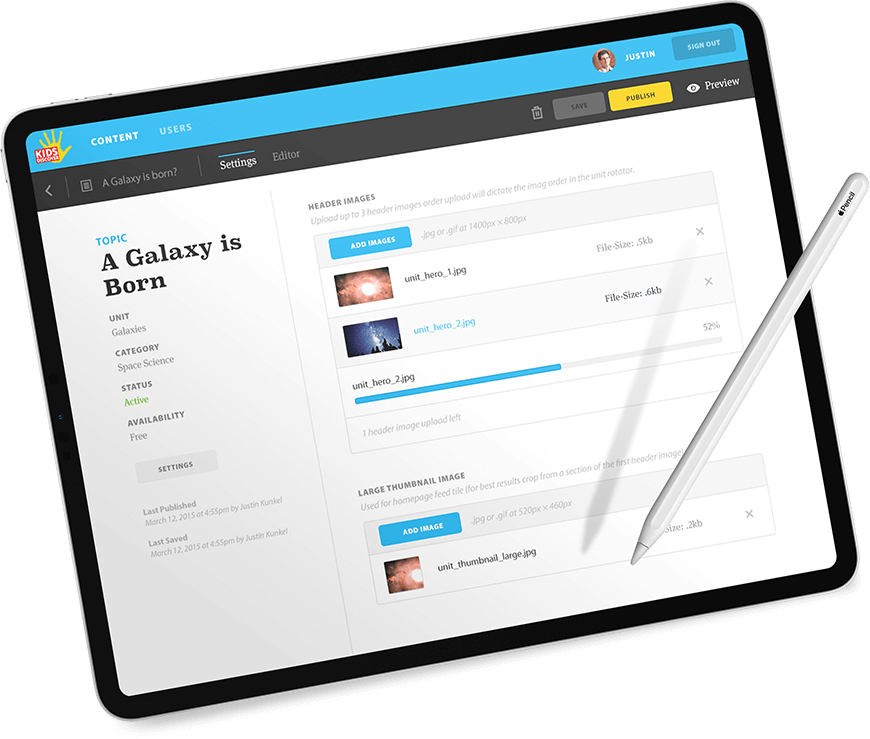 JUSTIN
SIGN OUT
KIDS
DISCOVER
CONTENT
USERS
A Galaxy is born?
Settings
Editor
SAVE
PUBLISH
Preview
TOPIC
A Galaxy is
Born
UNIT
Galaxies
CATEGORY
Space Science
STATUS
Active
AVAILABILITY
Free
SETTINGS
Last Published
March 12, 2015 at 4:55pm by Justin Kunkel
Last Saved
March 12, 2015 at 4:55pm by Justin Kunkel
HEADER IMAGES
Upload up to 3 header images order upload will dictate the imag order in the unit rotator.
ADD IMAGES
.jpg or .gif at 1400px × 800px
unit_hero_1.jpg
File-Size: .5kb
unit_hero_2.jpg
File-Size: .6kb
unit_hero_2.jpg
52%
1 header image upload left
LARGE THUMBNAIL IMAGE
Used for homepage feed tile (for best results crop from a section of the first header image)
ADD IMAGE
.jpg or .gif at 520px × 460px
unit_thumbnail_large.jpg
Size: .2kb
Pencil